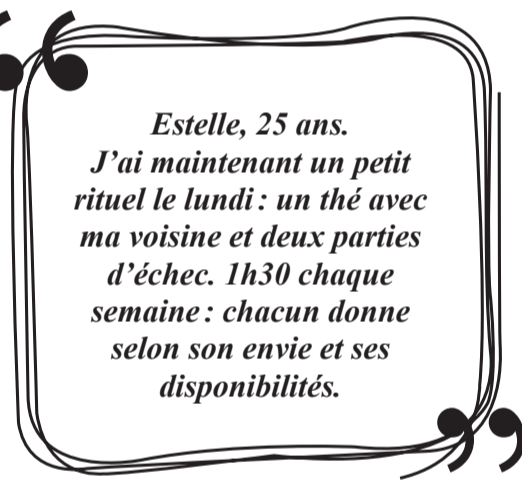 Estelle, 25 ans.
J’ai maintenant un petit
rituel le lundi : un thé avec
ma voisine et deux parties
d’échec. 1h30 chaque
semaine : chacun donne
selon son envie et ses
disponibilités.